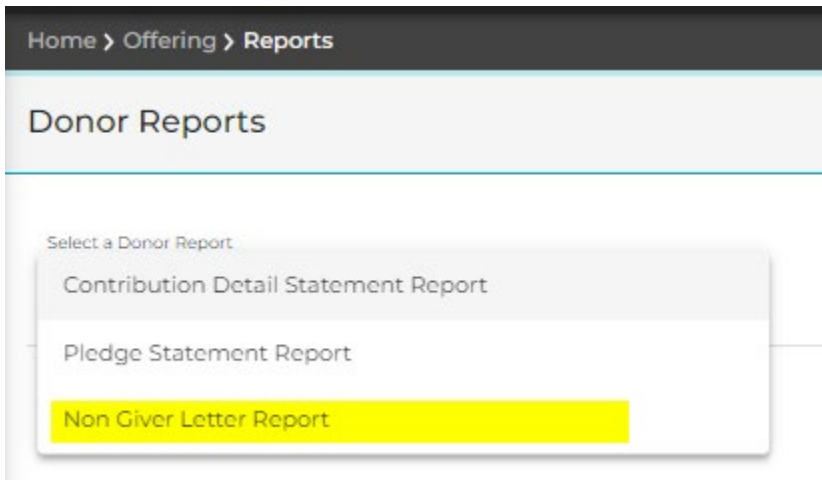 Home > Offering > Reports
Donor Reports
Select a Donor Report
Contribution Detail Statement Report
Pledge Statement Report
Non Giver Letter Report